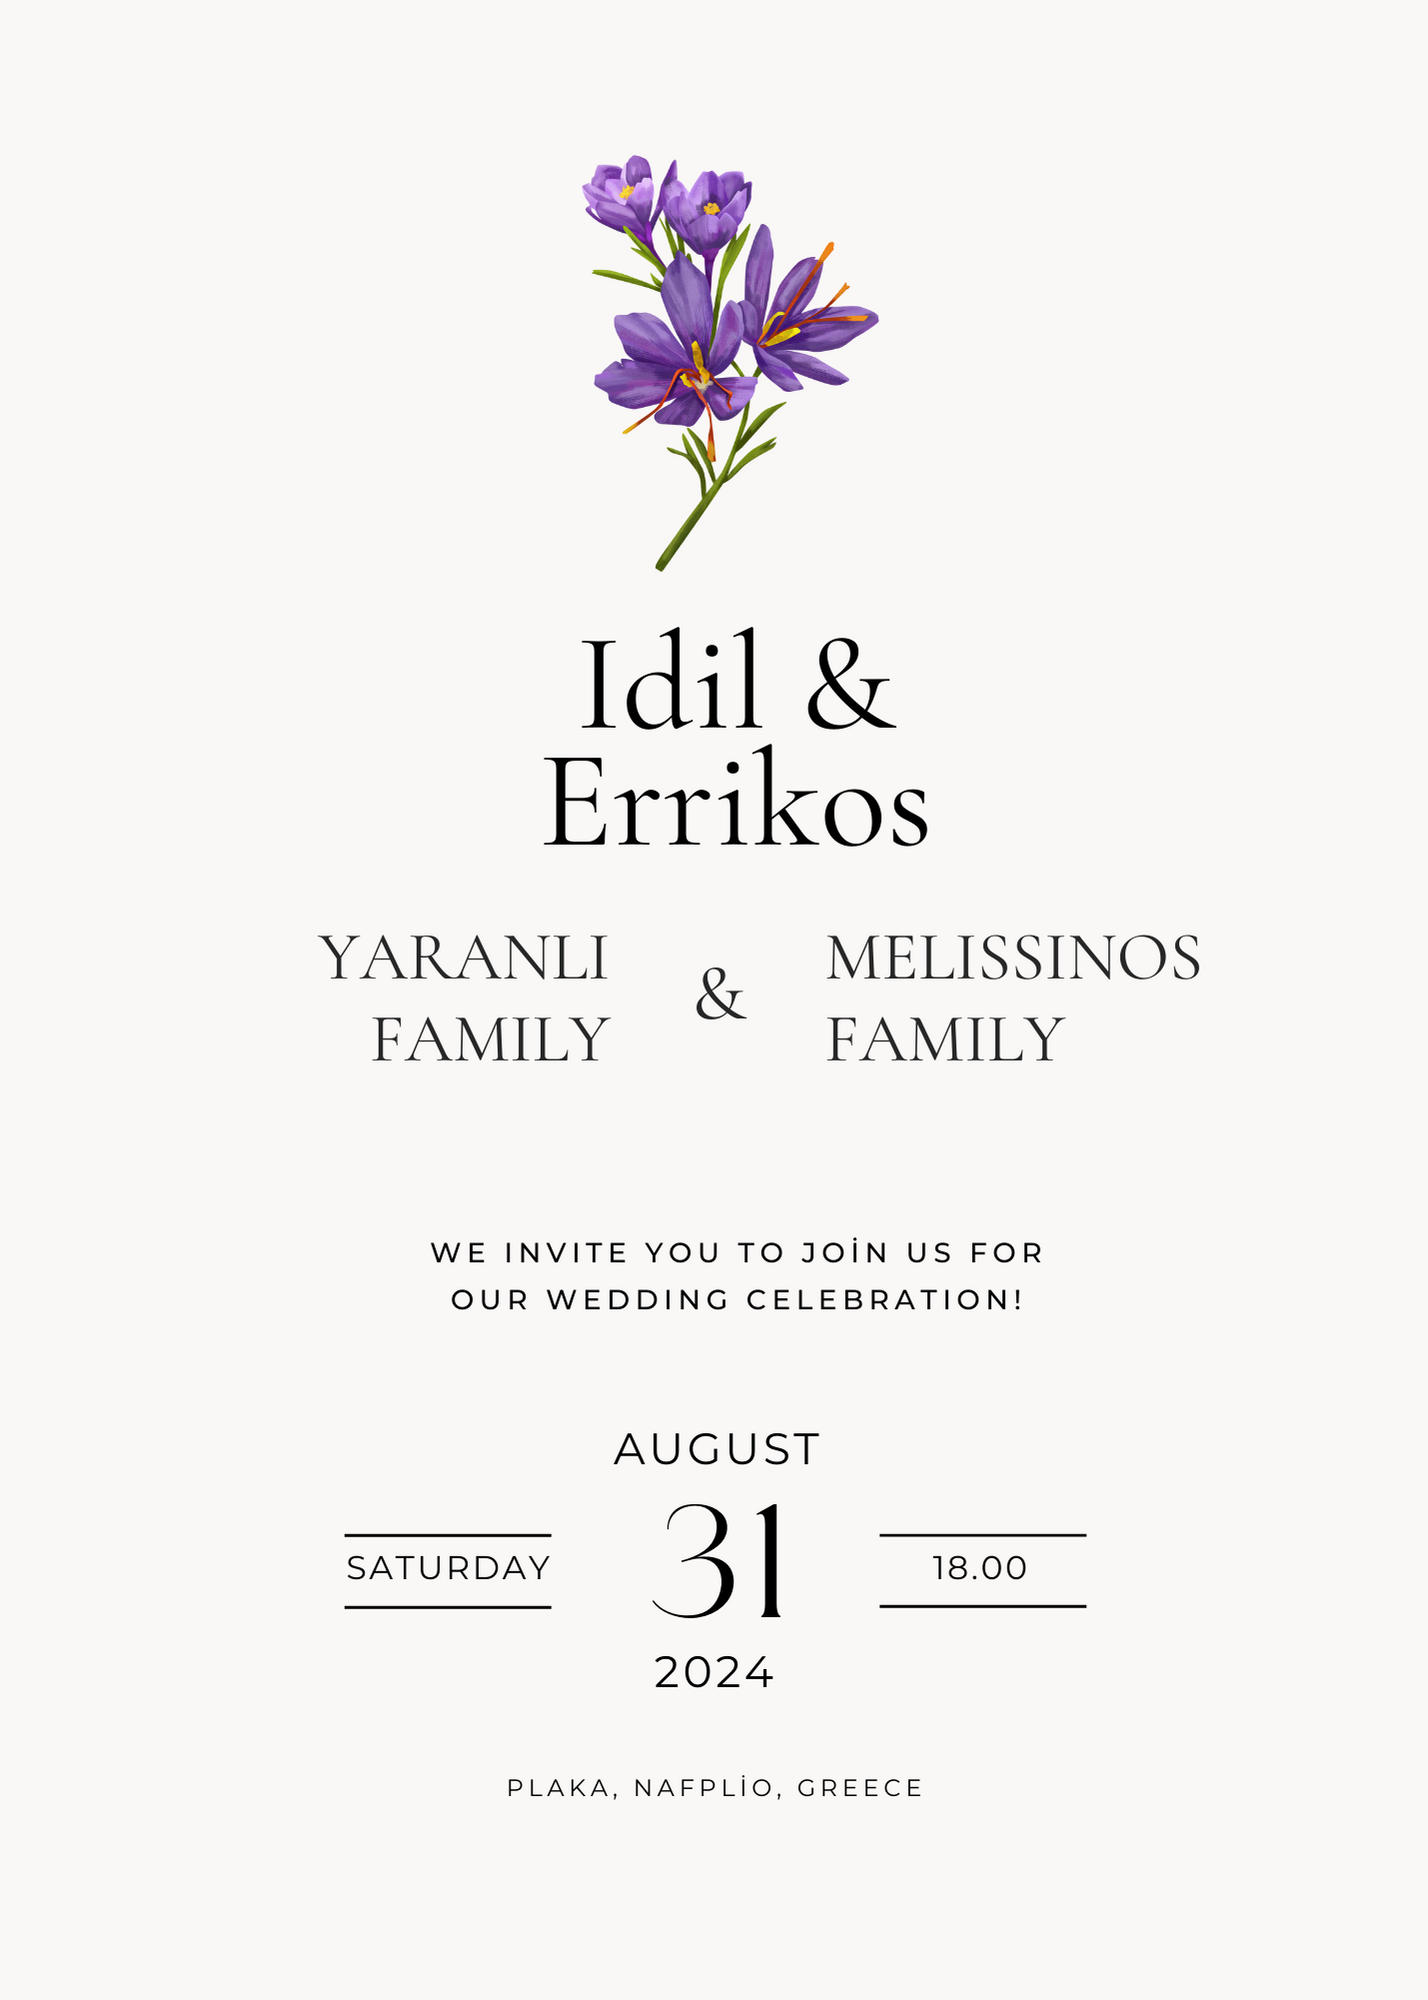 Idil &
Errikos
YARANLI
FAMILY
&
MELISSINOS
FAMILY
WE INVITE YOU TO JOİN US FOR
OUR WEDDING CELEBRATION!
AUGUST
SATURDAY
31
18.00
2024
PLAKA, NAFPLİO, GREECE